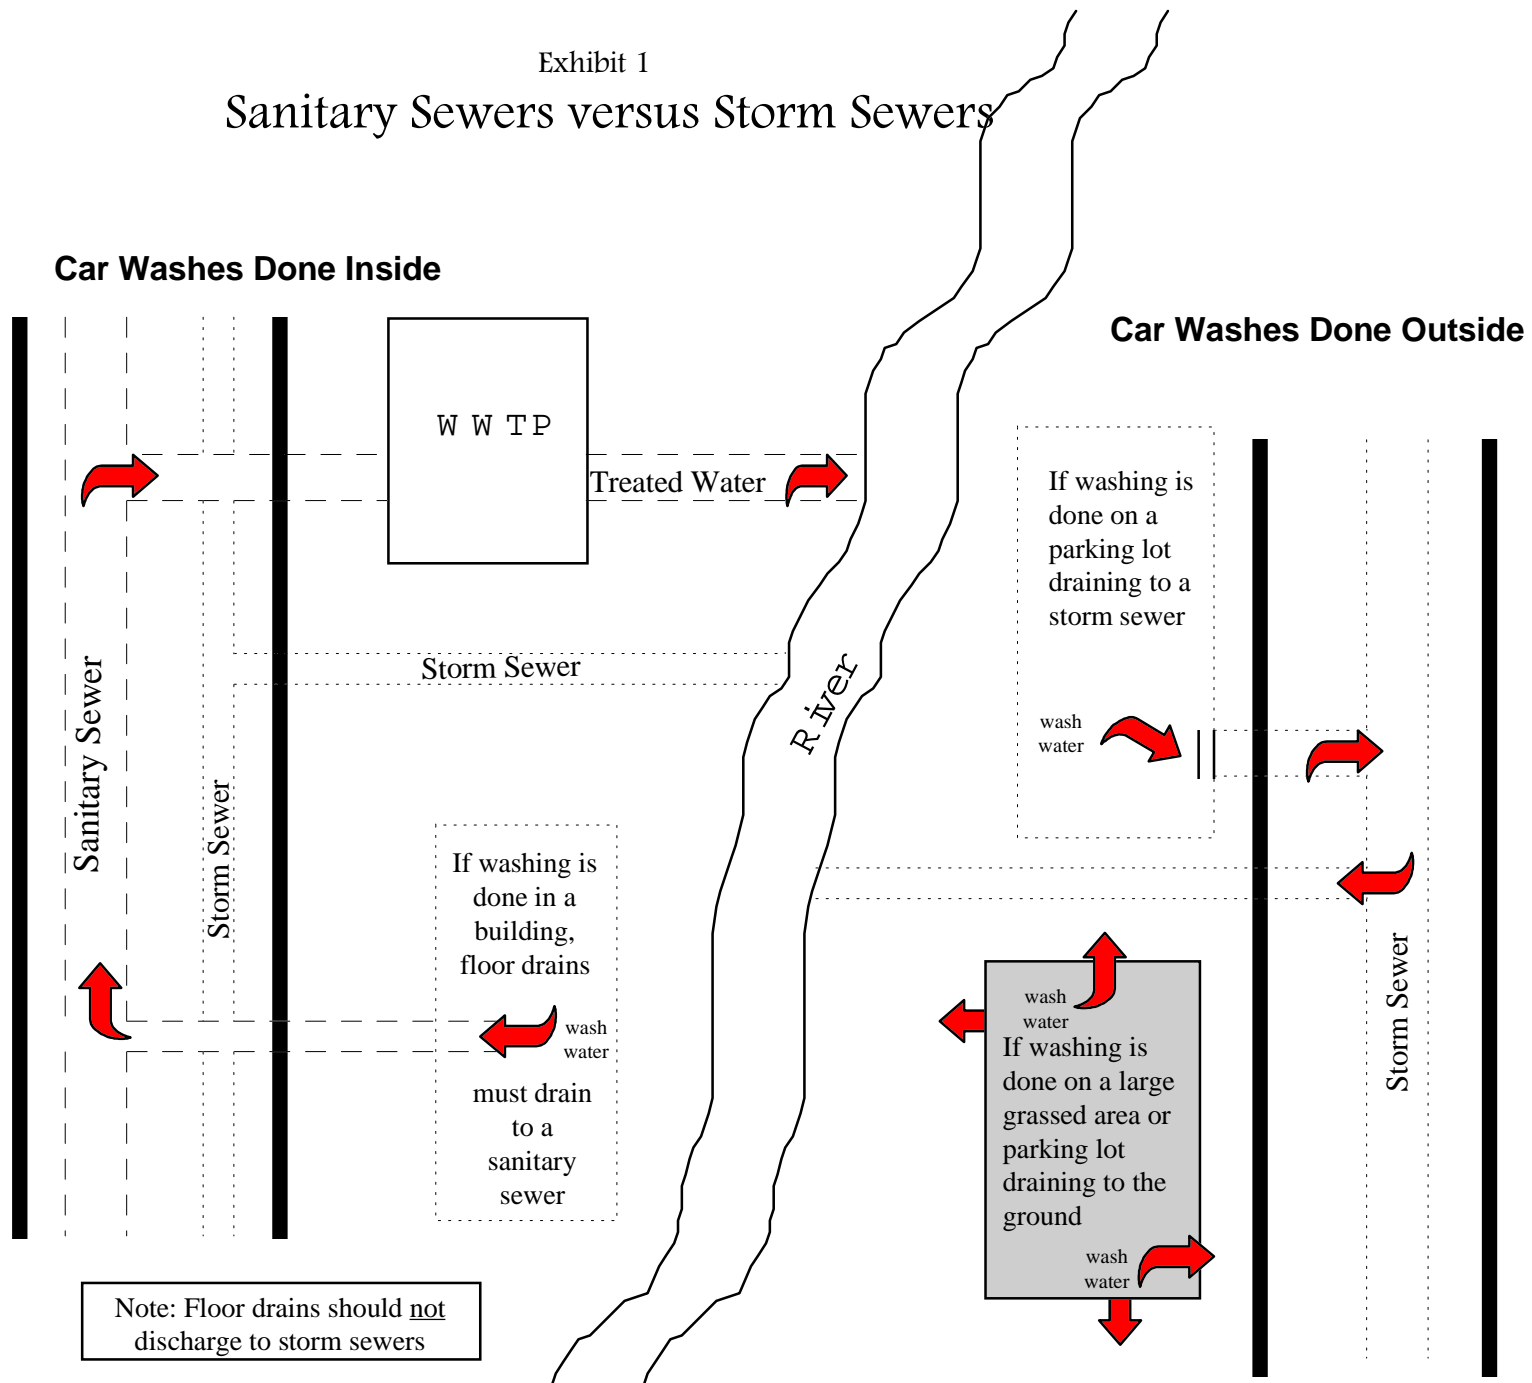 Exhibit 1
Sanitary Sewers versus Storm Sewers
Car Washes Done Inside
Car Washes Done Outside
W W T P
Treated Water
Storm Sewer
Sanitary Sewer
Storm Sewer
If washing is
done in a
building,
floor drains
wash
water
must drain
to a
sanitary
sewer
Note: Floor drains should not
discharge to storm sewers
River
If washing is
done on a
parking lot
draining to a
storm sewer
wash
water
Storm Sewer
wash
water
If washing is
done on a large
grassed area or
parking lot
draining to the
ground
wash
water